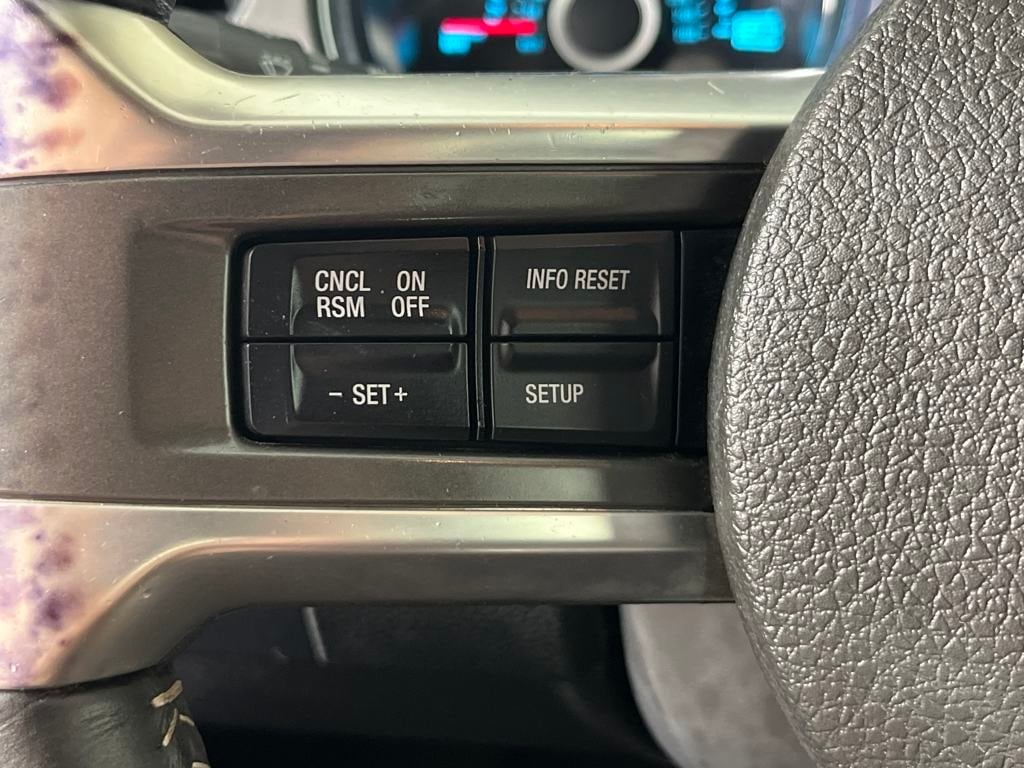 CNCL ON
RSM OFF
INFO RESET
- SET +
SETUP